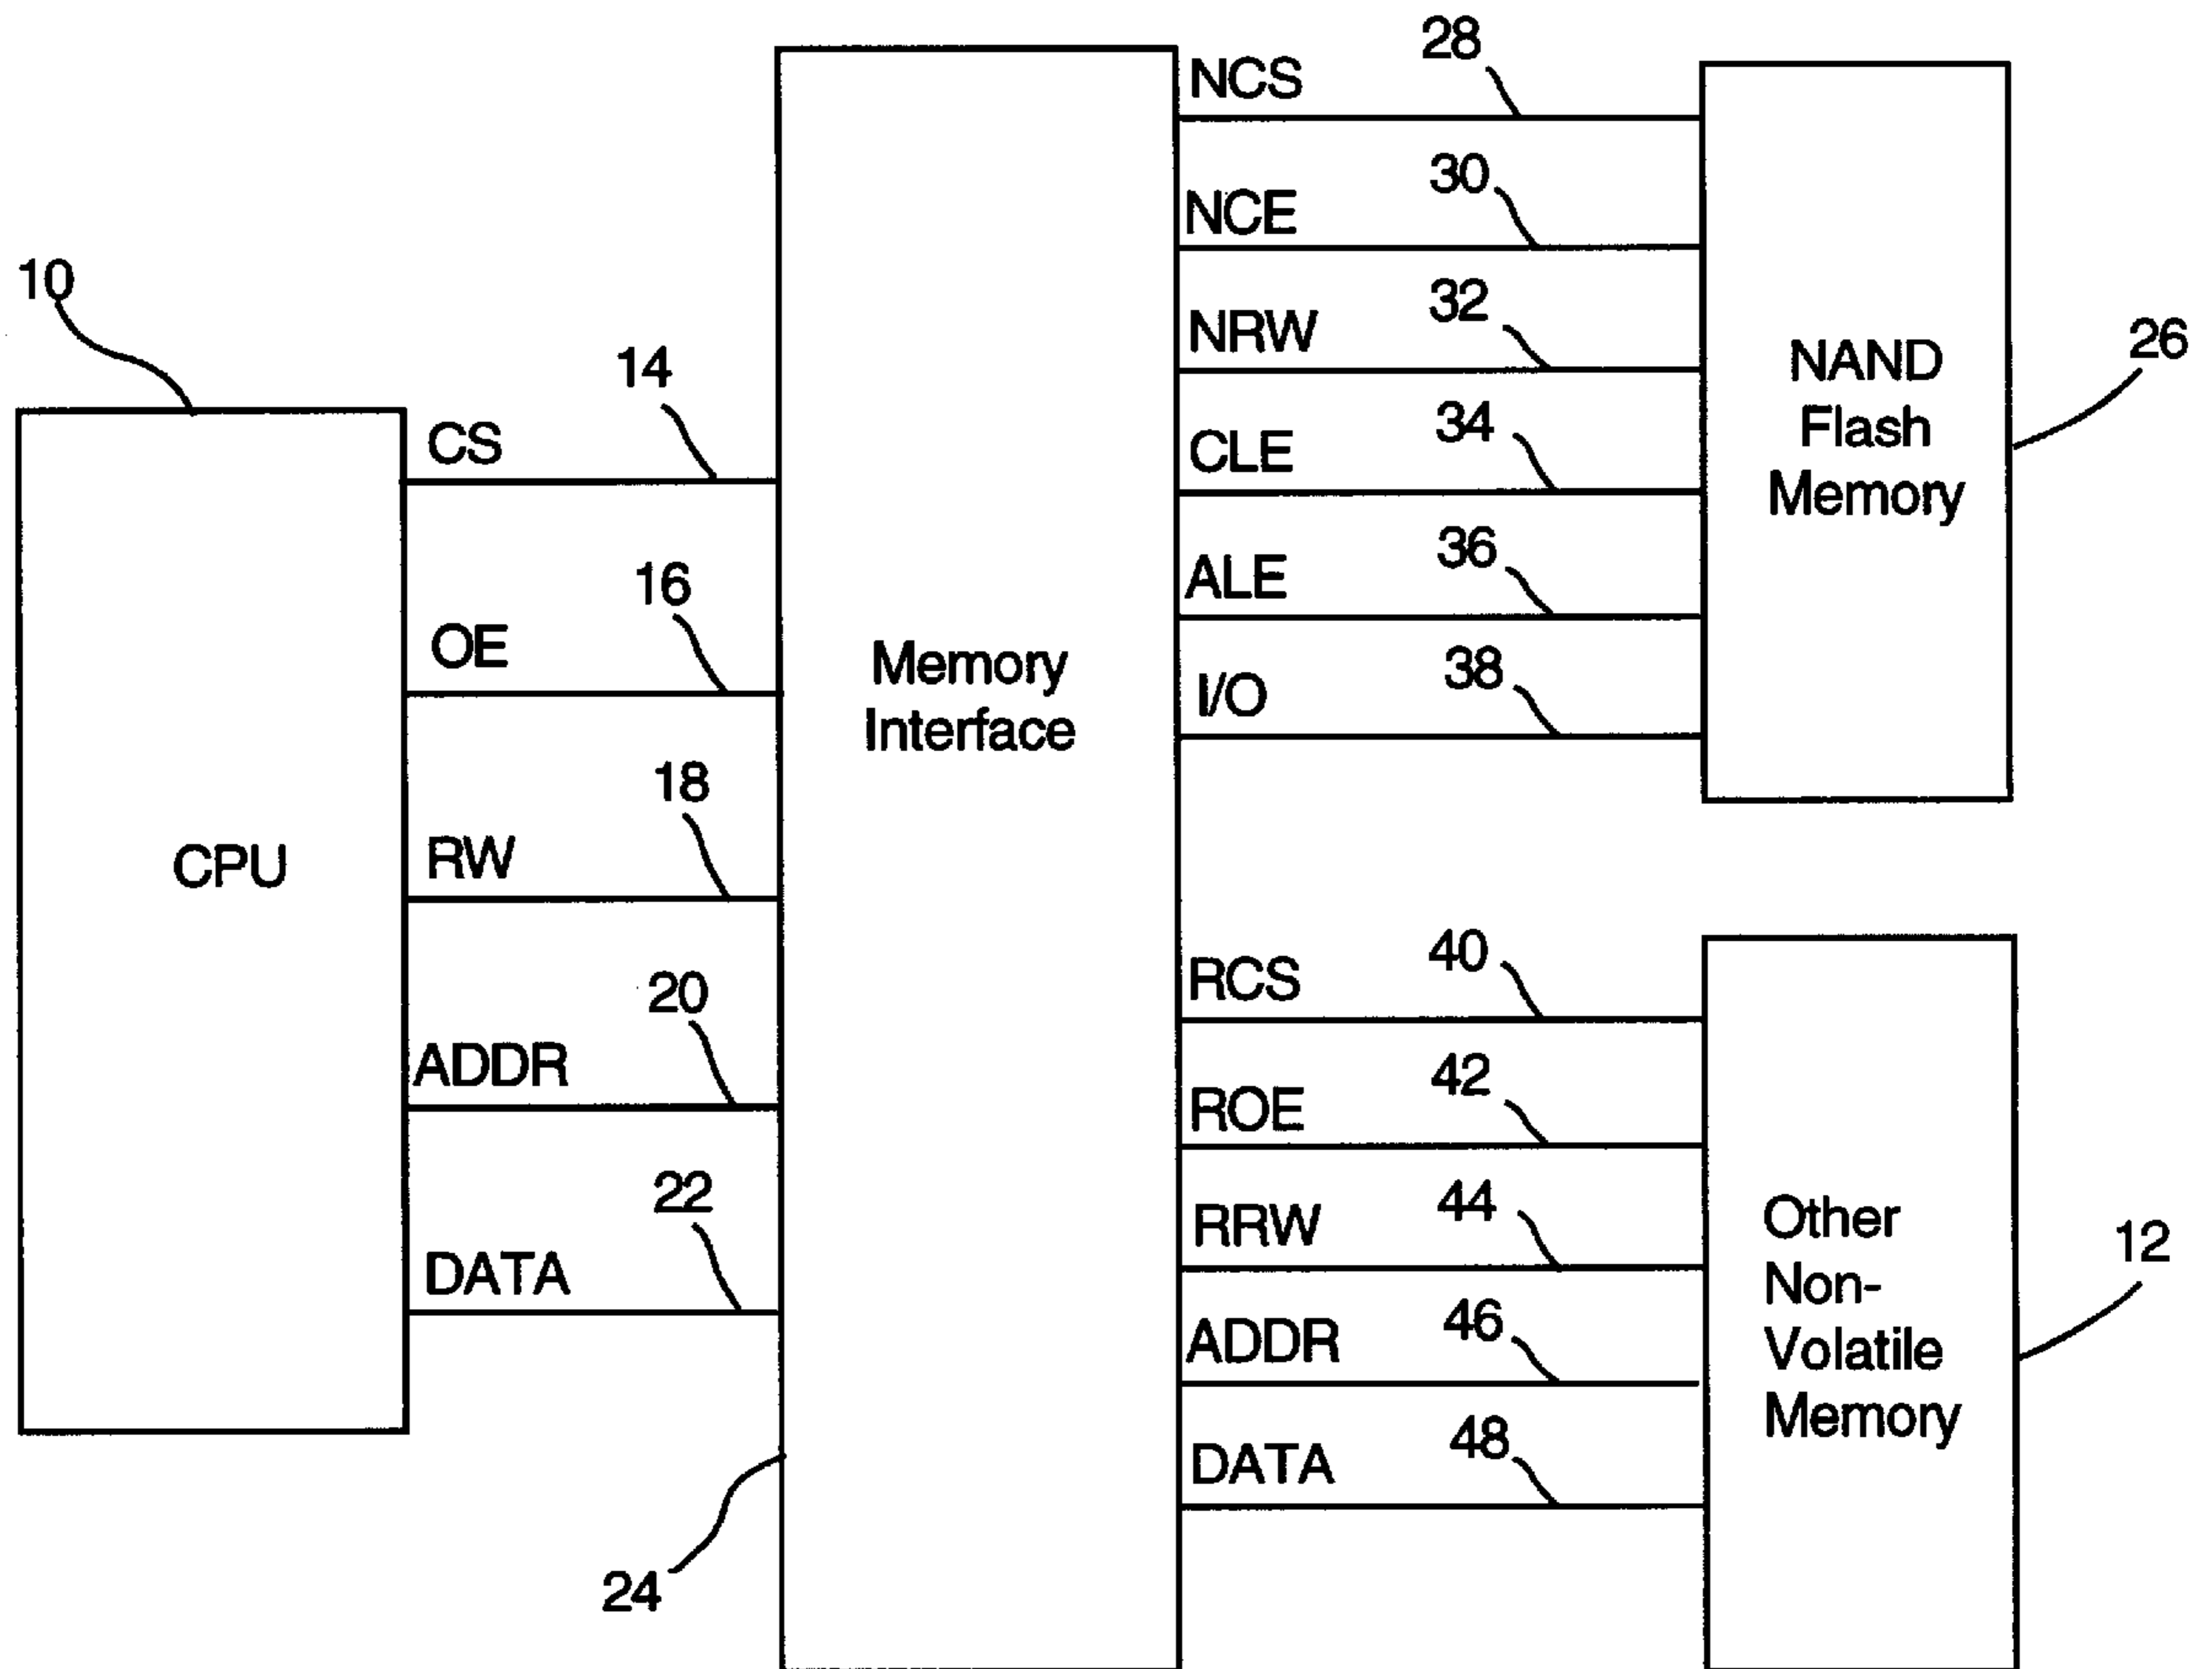 10
CPU
CS
14
OE
16
RW
18
ADDR
20
DATA
22
24
Memory
Interface
NCS
28
NCE
30
NRW
32
CLE
34
ALE
36
I/O
38
NAND
Flash
Memory
26
RCS
40
ROE
42
RRW
44
ADDR
46
DATA
48
Other
Non-
Volatile
Memory
12